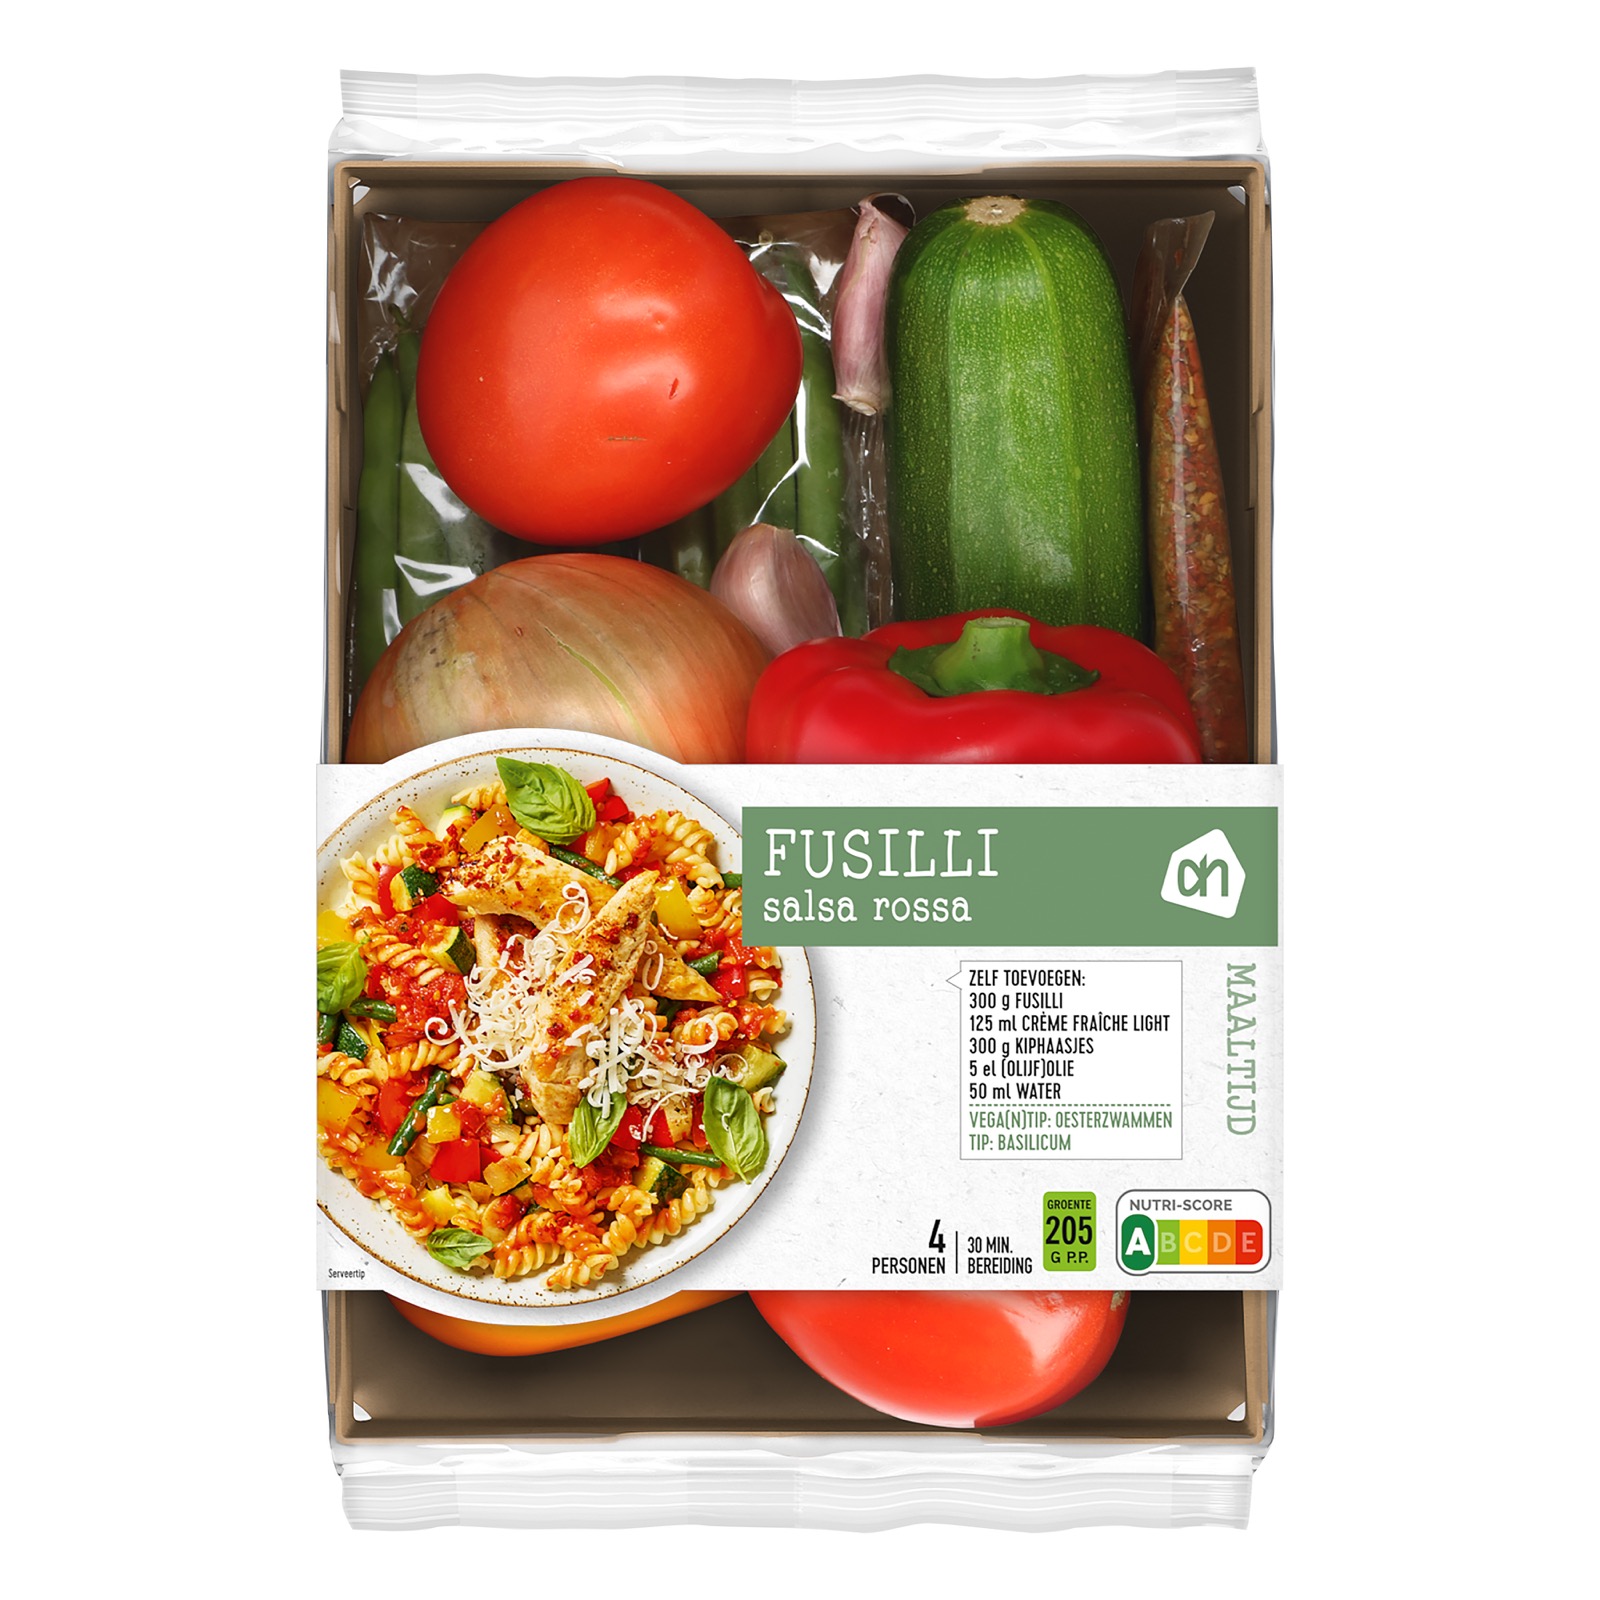 FUSILLI
salsa rossa
ah
MAALTIJD
ZELF TOEVOEGEN:
300 g FUSILLI
125 ml CRÈME FRAÎCHE LIGHT
300 g KIPHAASJES
5 el (OLIJF)OLIE
50 ml WATER
VEGA(N)TIP: OESTERZWAMMEN
TIP: BASILICUM
4
PERSONEN
30 MIN.
BEREIDING
GROENTE
205
G P.P.
NUTRI-SCORE
A B C D E
Serveertip